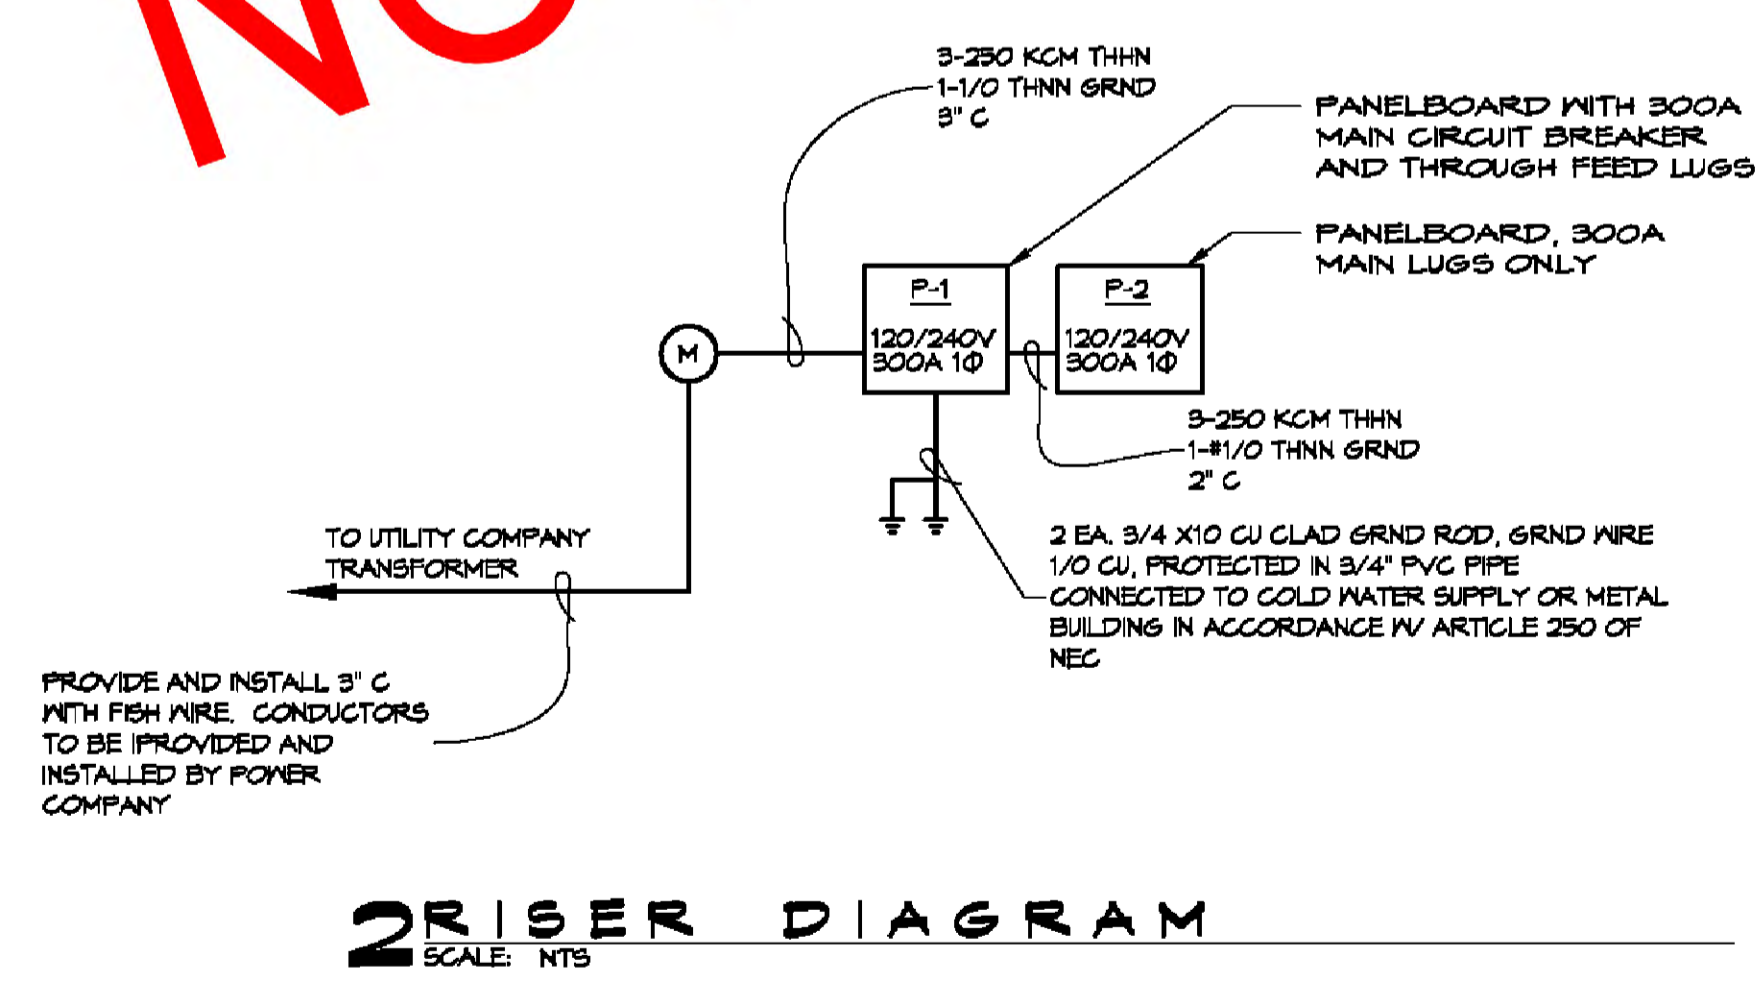 NO
3-250 KCM THHN
1-1/0 THNN GRND
3" C
PANELBOARD WITH 300A
MAIN CIRCUIT BREAKER
AND THROUGH FEED LUGS
PANELBOARD, 300A
MAIN LUGS ONLY
P-1
120/240V
300A 1Φ
P-2
120/240V
300A 1Φ
M
3-250 KCM THHN
1-#1/0 THNN GRND
2" C
TO UTILITY COMPANY
TRANSFORMER
2 EA. 3/4 X10 CU CLAD GRND ROD, GRND WIRE
1/0 CU, PROTECTED IN 3/4" PVC PIPE
CONNECTED TO COLD WATER SUPPLY OR METAL
BUILDING IN ACCORDANCE W/ ARTICLE 250 OF
NEC
PROVIDE AND INSTALL 3" C
WITH FISH WIRE. CONDUCTORS
TO BE IPROVIDED AND
INSTALLED BY POWER
COMPANY
2 RISER DIAGRAM
SCALE: NTS